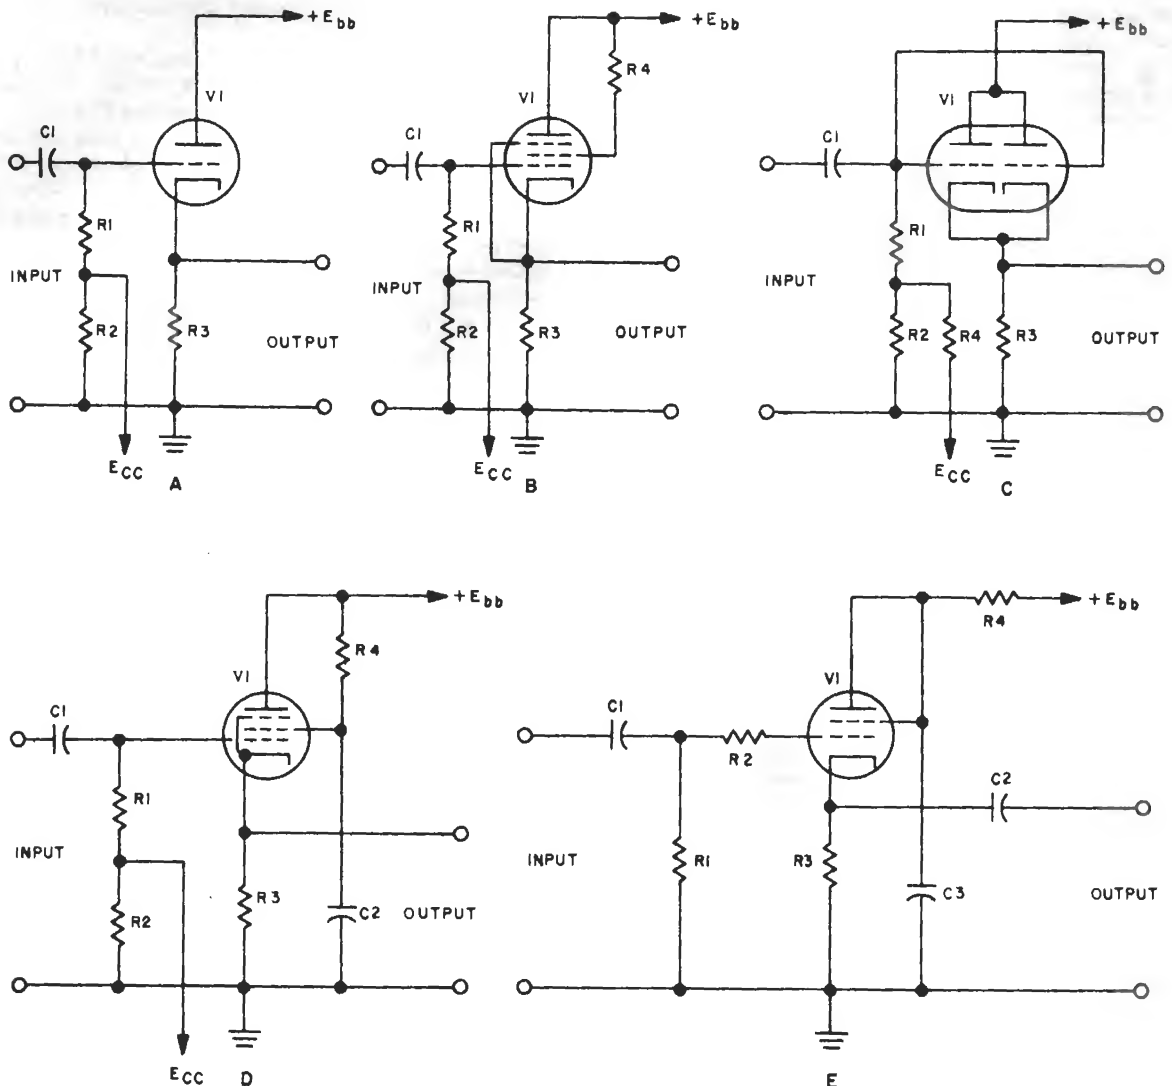 +Ebb
V1
C1
R1
INPUT
R2
R3
OUTPUT
ECC
A
+Ebb
R4
V1
C1
R1
INPUT
R2
R3
OUTPUT
ECC
B
+Ebb
V1
C1
R1
INPUT
R2
R4
R3
OUTPUT
ECC
C
+Ebb
R4
V1
C1
R1
INPUT
R3
R2
C2
OUTPUT
ECC
D
+Ebb
R4
V1
C1
R2
C2
INPUT
R1
R3
C3
OUTPUT
E